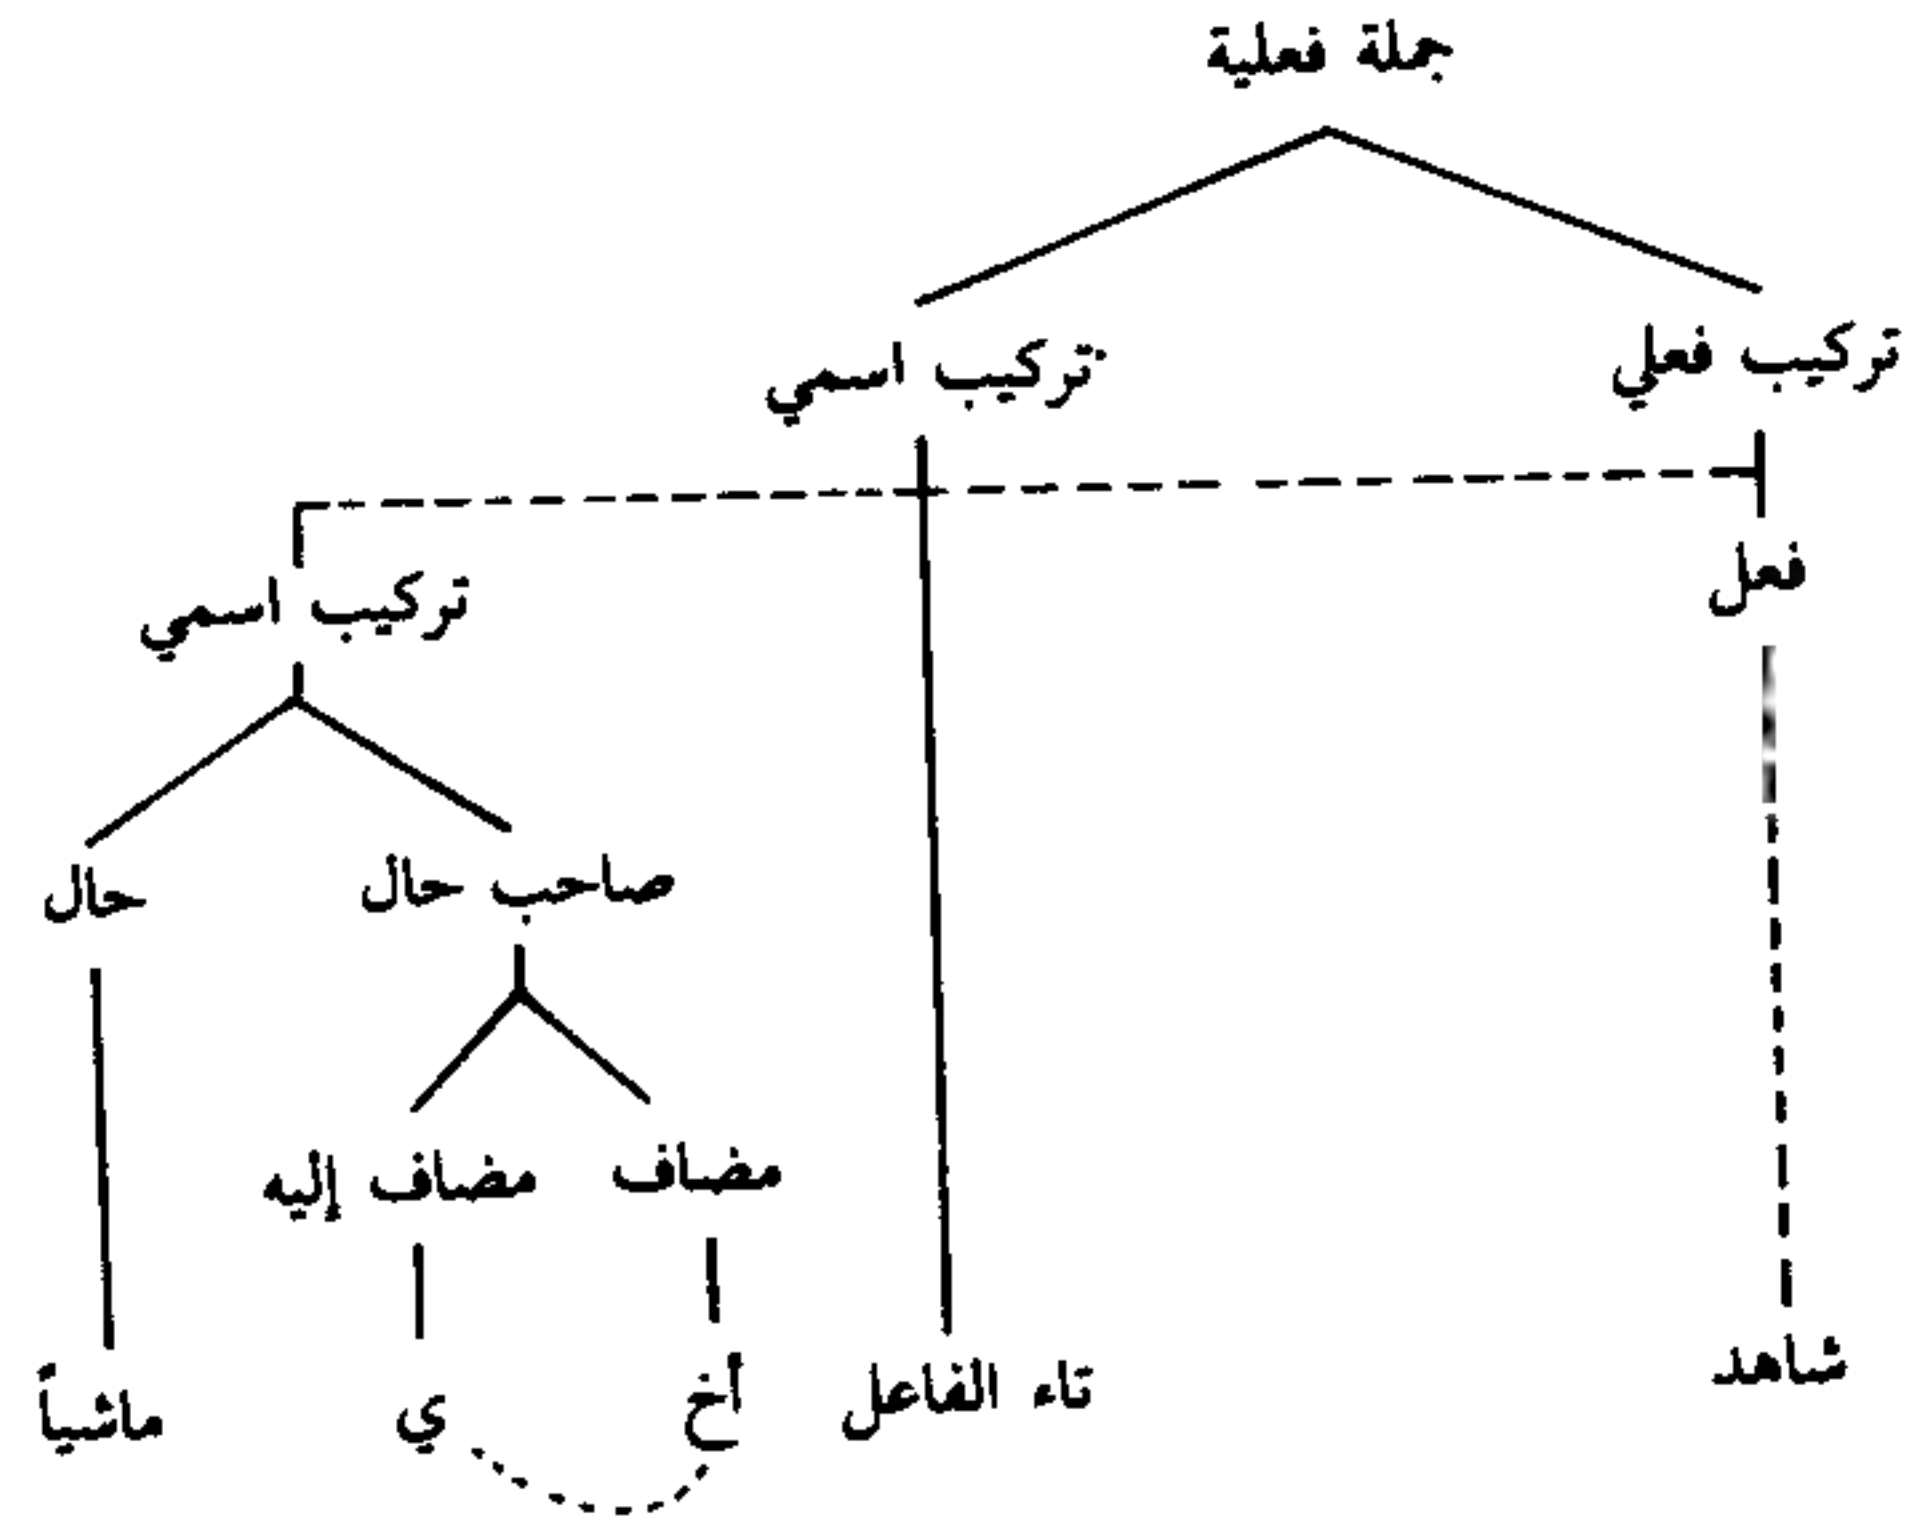 جملة فعلية
تركيب فعلي
تركيب اسمي
فعل
تركيب اسمي
صاحب حال
حال
مضاف
مضاف إليه
شاهد
تاء الفاعل
أخ
ي
ماشياً